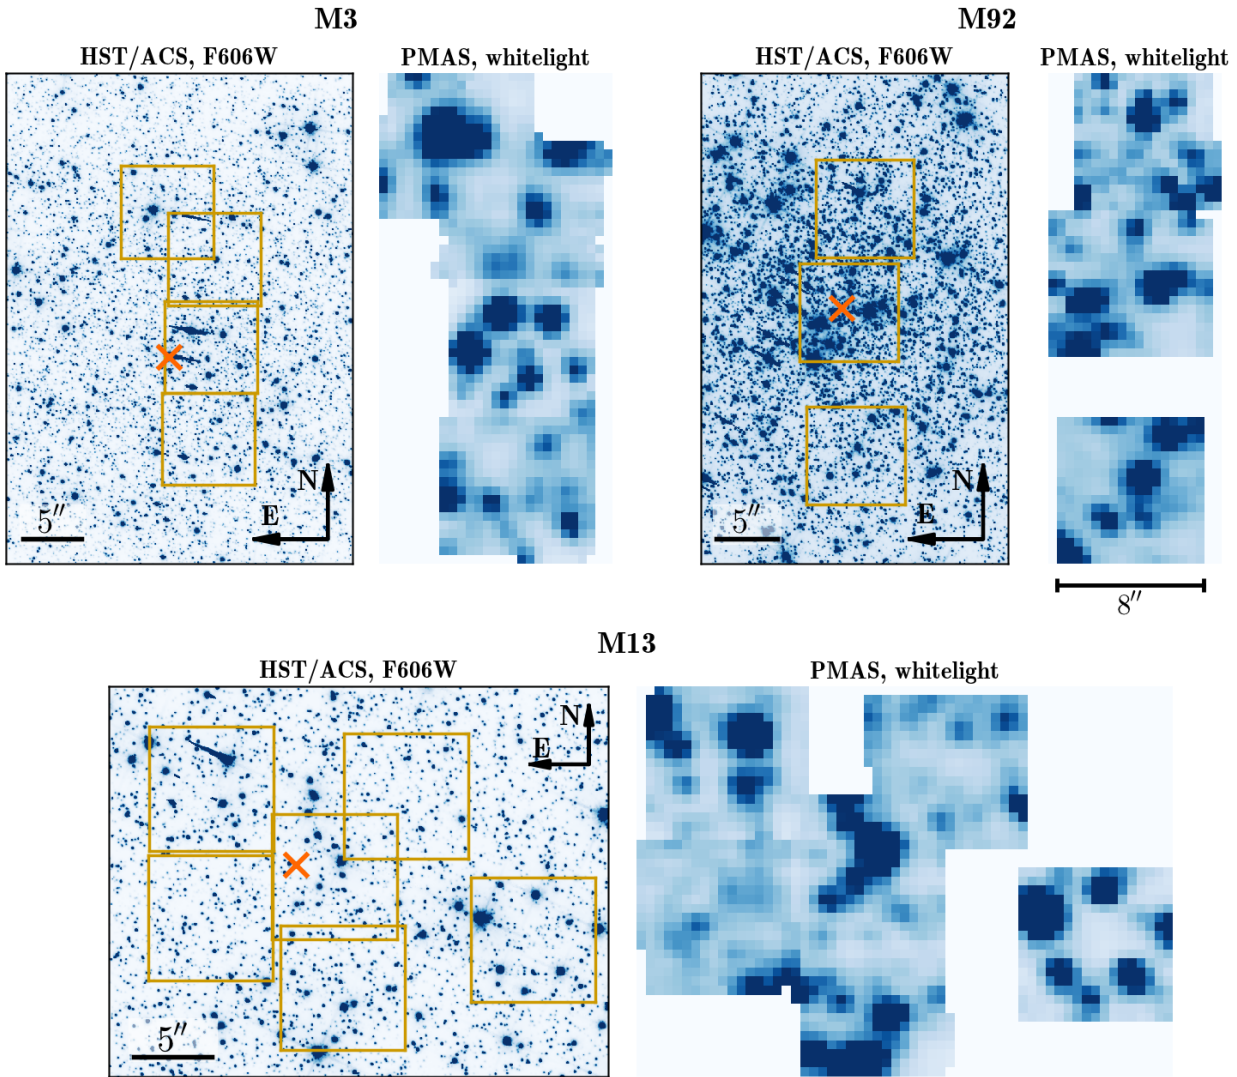 M3
HST/ACS, F606W
PMAS, whitelight
N
E
5″
M92
HST/ACS, F606W
PMAS, whitelight
N
E
5″
8″
M13
HST/ACS, F606W
PMAS, whitelight
N
E
5″